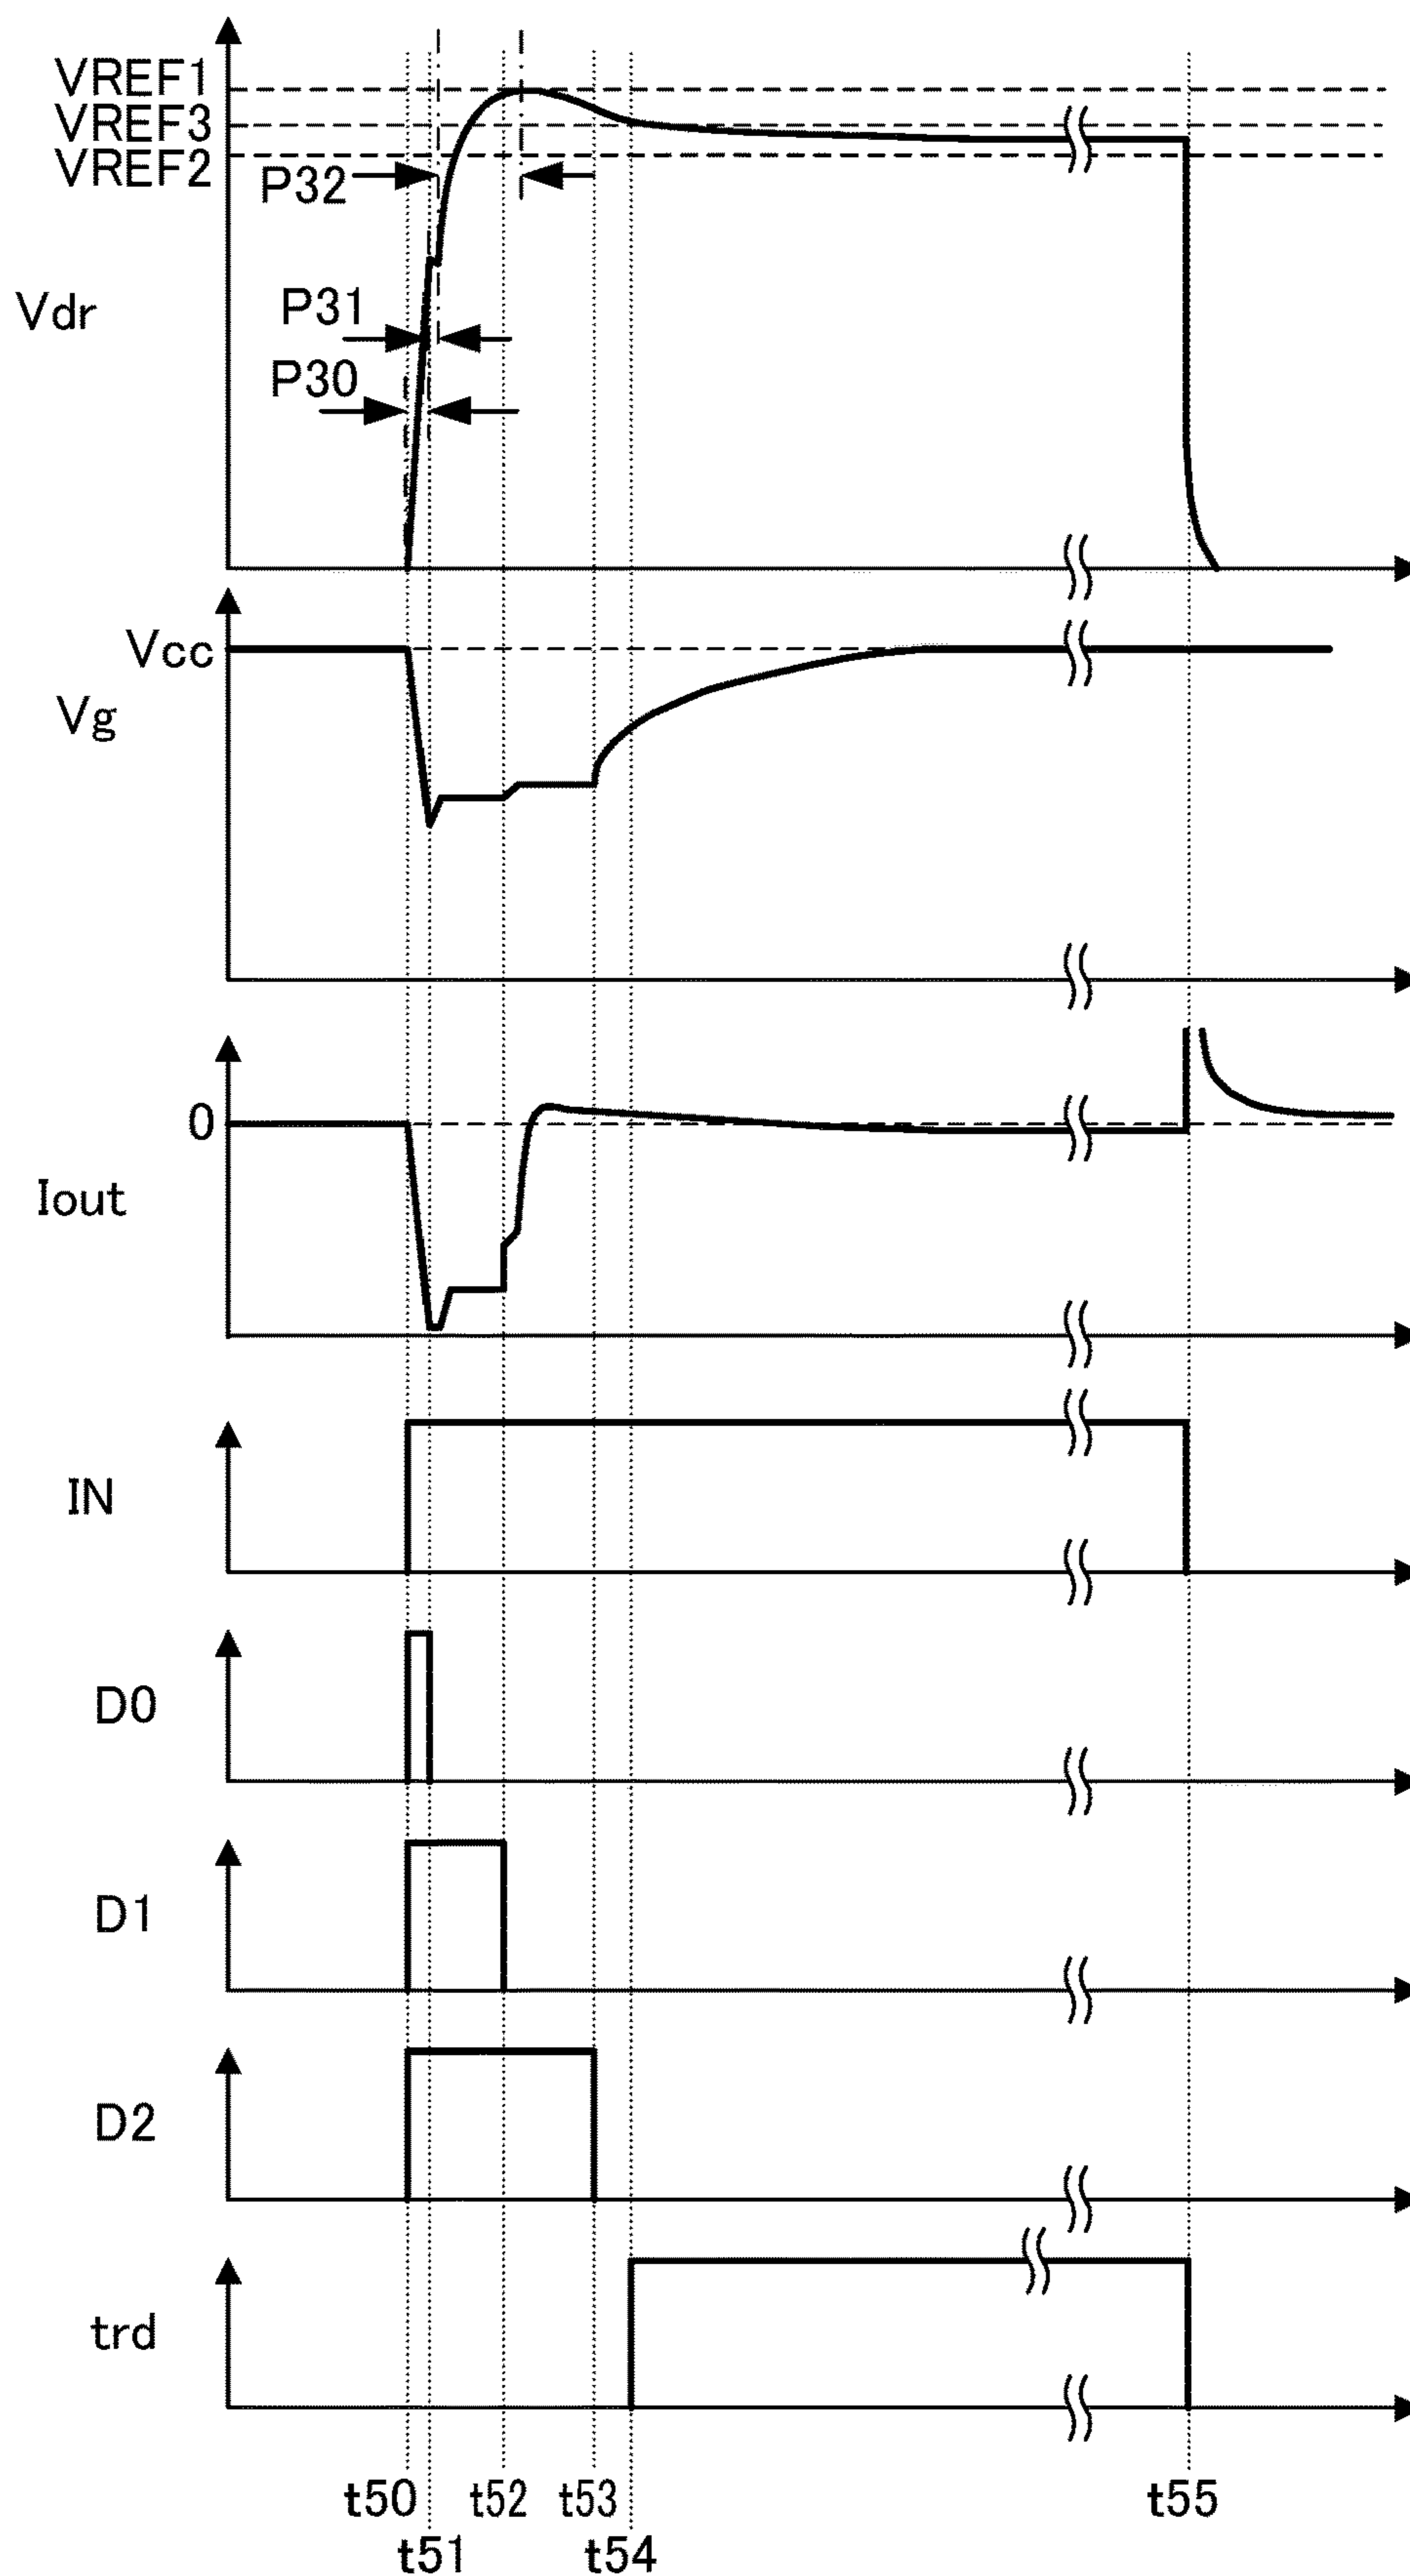 VREF1
VREF3
VREF2
P32
Vdr
P31
P30
Vcc
Vg
0
Iout
IN
D0
D1
D2
trd
t50 t52 t53 t55
t51 t54